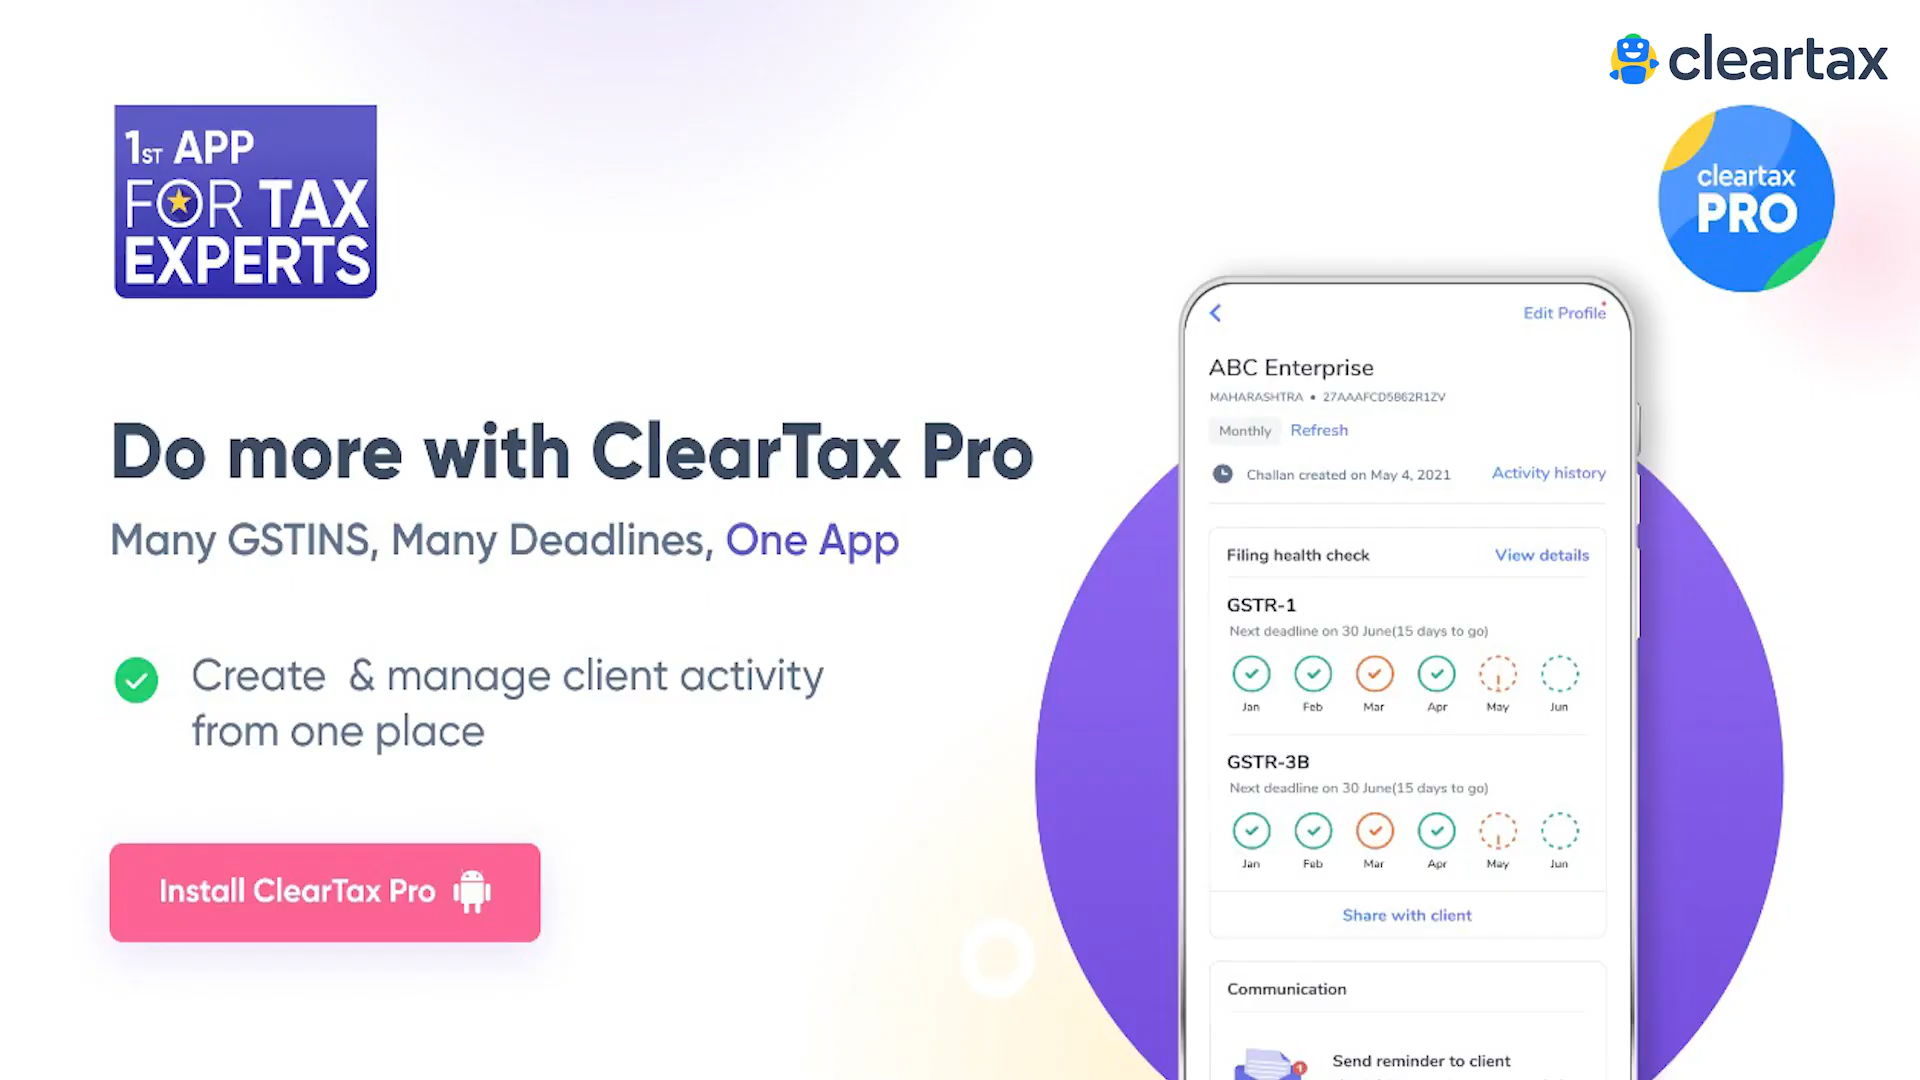 cleartax
1ST APP
FOR TAX
EXPERTS
cleartax
PRO
Do more with ClearTax Pro
Many GSTINS, Many Deadlines, One App
Create & manage client activity
from one place
Install ClearTax Pro
Edit Profile
ABC Enterprise
MAHARASHTRA • 27AAAFCD5862R1ZV
Monthly Refresh
Challan created on May 4, 2021 Activity history
Filing health check View details
GSTR-1
Next deadline on 30 June(15 days to go)
Jan Feb Mar Apr May Jun
GSTR-3B
Next deadline on 30 June(15 days to go)
Jan Feb Mar Apr May Jun
Share with client
Communication
1
Send reminder to client